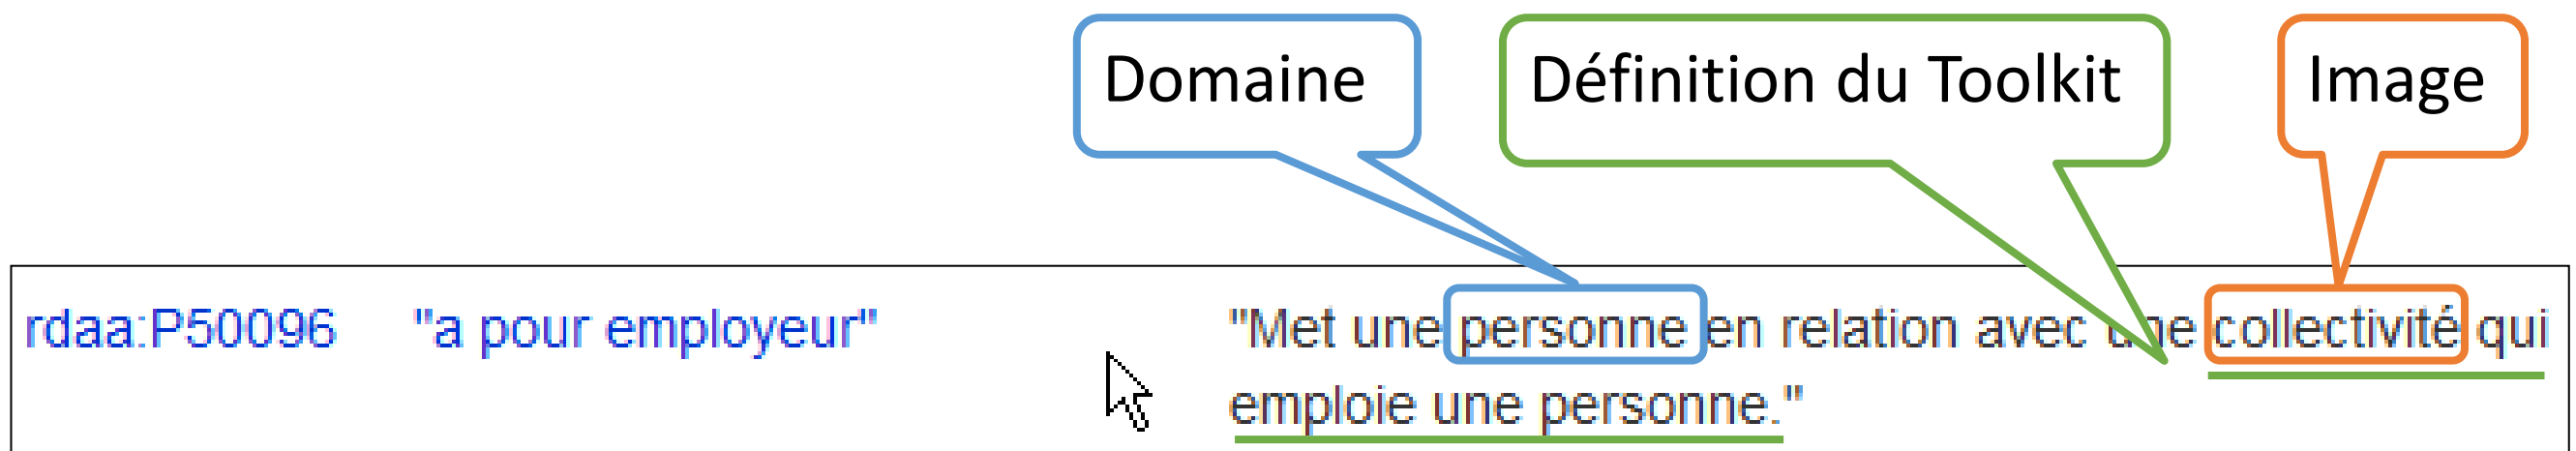 Domaine
Définition du Toolkit
Image
rdaa:P50096 "a pour employeur" "Met une personne en relation avec une collectivité qui
emploie une personne."